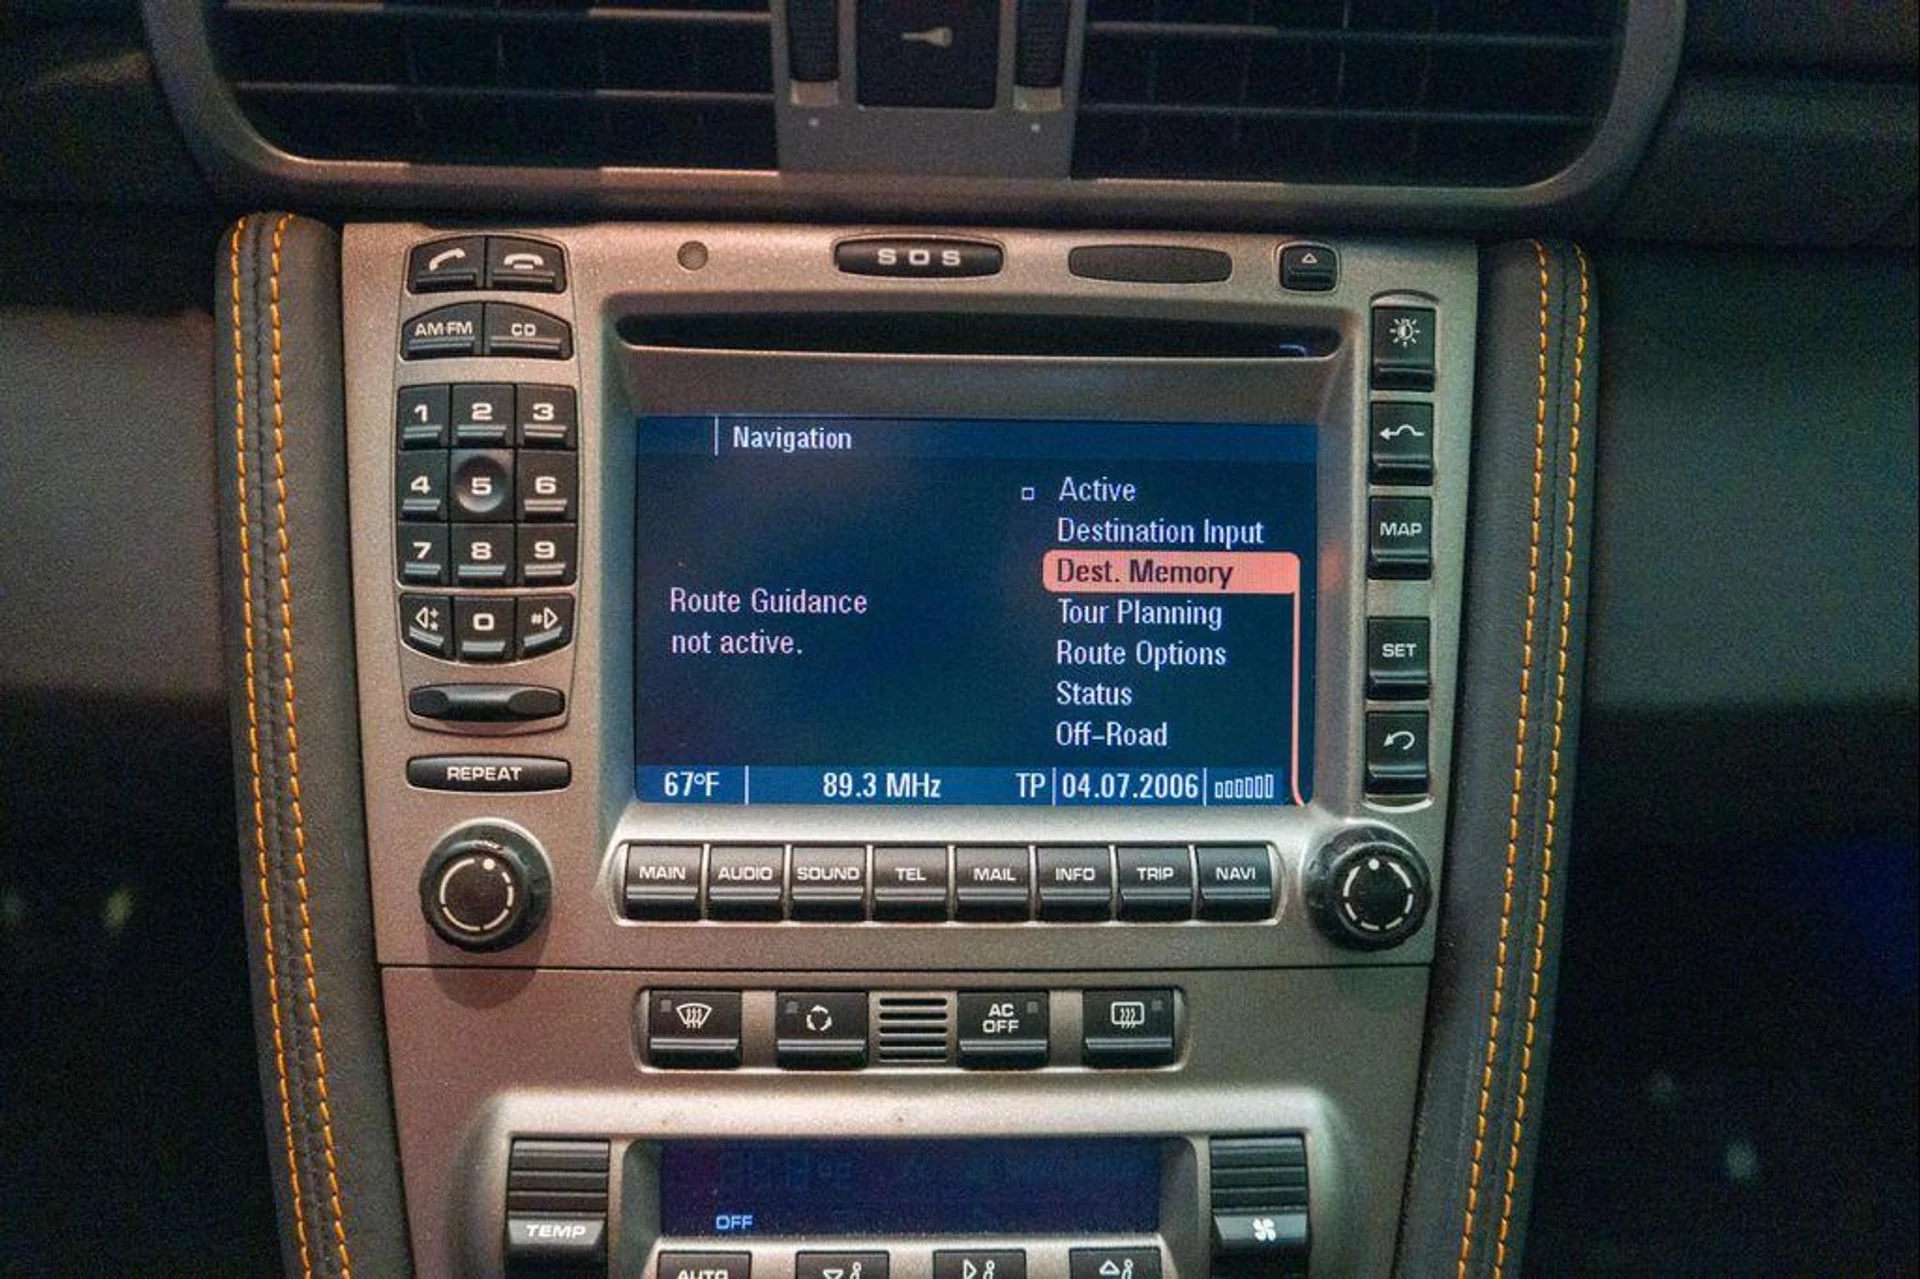 SOS
AM·FM CD
1 2 3
4 5 6
7 8 9
* 0 #
REPEAT
Navigation
Active
Destination Input
Dest. Memory
Tour Planning
Route Options
Status
Off-Road
Route Guidance
not active.
67°F 89.3 MHz TP 04.07.2006
MAP
SET
MAIN AUDIO SOUND TEL MAIL INFO TRIP NAVI
AC
OFF
OFF
TEMP
AUTO